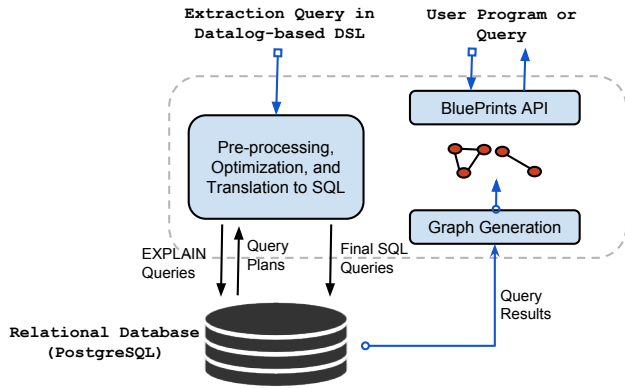 Extraction Query in
Datalog-based DSL
User Program or
Query
BluePrints API
Pre-processing,
Optimization, and
Translation to SQL
Graph Generation
EXPLAIN
Queries
Query
Plans
Final SQL
Queries
Query
Results
Relational Database
(PostgreSQL)